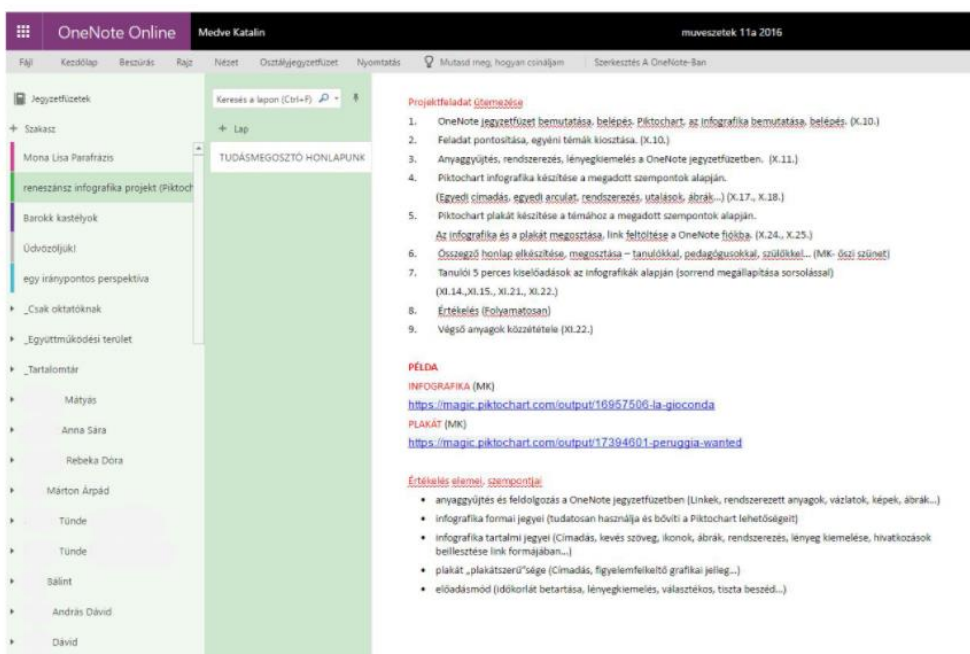 OneNote Online
Medve Katalin
muveszetek 11a 2016
Fájl Kezdőlap Beszúrás Rajz Nézet Osztályjegyzetfüzet Nyomtatás Mutasd meg, hogyan csináljam Szerkesztés A OneNote-Ban
Jegyzetfüzetek
+ Szakasz
Mona Lisa Parafrázis
reneszánsz infografika projekt (Piktoch
Barokk kastélyok
Üdvözöljük!
egy iránypontos perspektíva
_Csak oktatóknak
_Együttműködési terület
_Tartalomtár
Mátyás
Anna Sára
Rebeka Dóra
Márton Árpád
Tünde
Tünde
Bálint
András Dávid
Dávid
Keresés a lapon (Ctrl+F)
+ Lap
TUDÁSMEGOSZTÓ HONLAPUNK
Projektfeladat ütemezése
1. OneNote jegyzetfüzet bemutatása, belépés. Piktochart, az infografika bemutatása, belépés. (X.10.)
2. Feladat pontosítása, egyéni témák kiosztása. (X.10.)
3. Anyaggyűjtés, rendszerezés, lényegkiemelés a OneNote jegyzetfüzetben. (X.11.)
4. Piktochart infografika készítése a megadott szempontok alapján.
(Egyedi címadás, egyedi arculat, rendszerezés, utalások, ábrák...) (X.17., X.18.)
5. Piktochart plakát készítése a témához a megadott szempontok alapján.
Az infografika és a plakát megosztása, link feltöltése a OneNote fiókba. (X.24., X.25.)
6. Összegző honlap elkészítése, megosztása – tanulókkal, pedagógusokkal, szülőkkel... (MK- őszi szünet)
7. Tanulói 5 perces kiselőadások az infografikák alapján (sorrend megállapítása sorsolással)
(XI.14.,XI.15., XI.21., XI.22.)
8. Értékelés (Folyamatosan)
9. Végső anyagok közzététele (XI.22.)
PÉLDA
INFOGRAFIKA (MK)
https://magic.piktochart.com/output/16957506-la-gioconda
PLAKÁT (MK)
https://magic.piktochart.com/output/17394601-peruggia-wanted
Értékelés elemei, szempontjai
• anyaggyűjtés és feldolgozás a OneNote jegyzetfüzetben (Linkek, rendszerezett anyagok, vázlatok, képek, ábrák...)
• infografika formai jegyei (tudatosan használja és bővíti a Piktochart lehetőségeit)
• infografika tartalmi jegyei (Címadás, kevés szöveg, ikonok, ábrák, rendszerezés, lényeg kiemelése, hivatkozások
beillesztése link formájában...)
• plakát „plakátszerű"sége (Címadás, figyelemfelkeltő grafikai jelleg...)
• előadásmód (időkorlát betartása, lényegkiemelés, választékos, tiszta beszéd...)